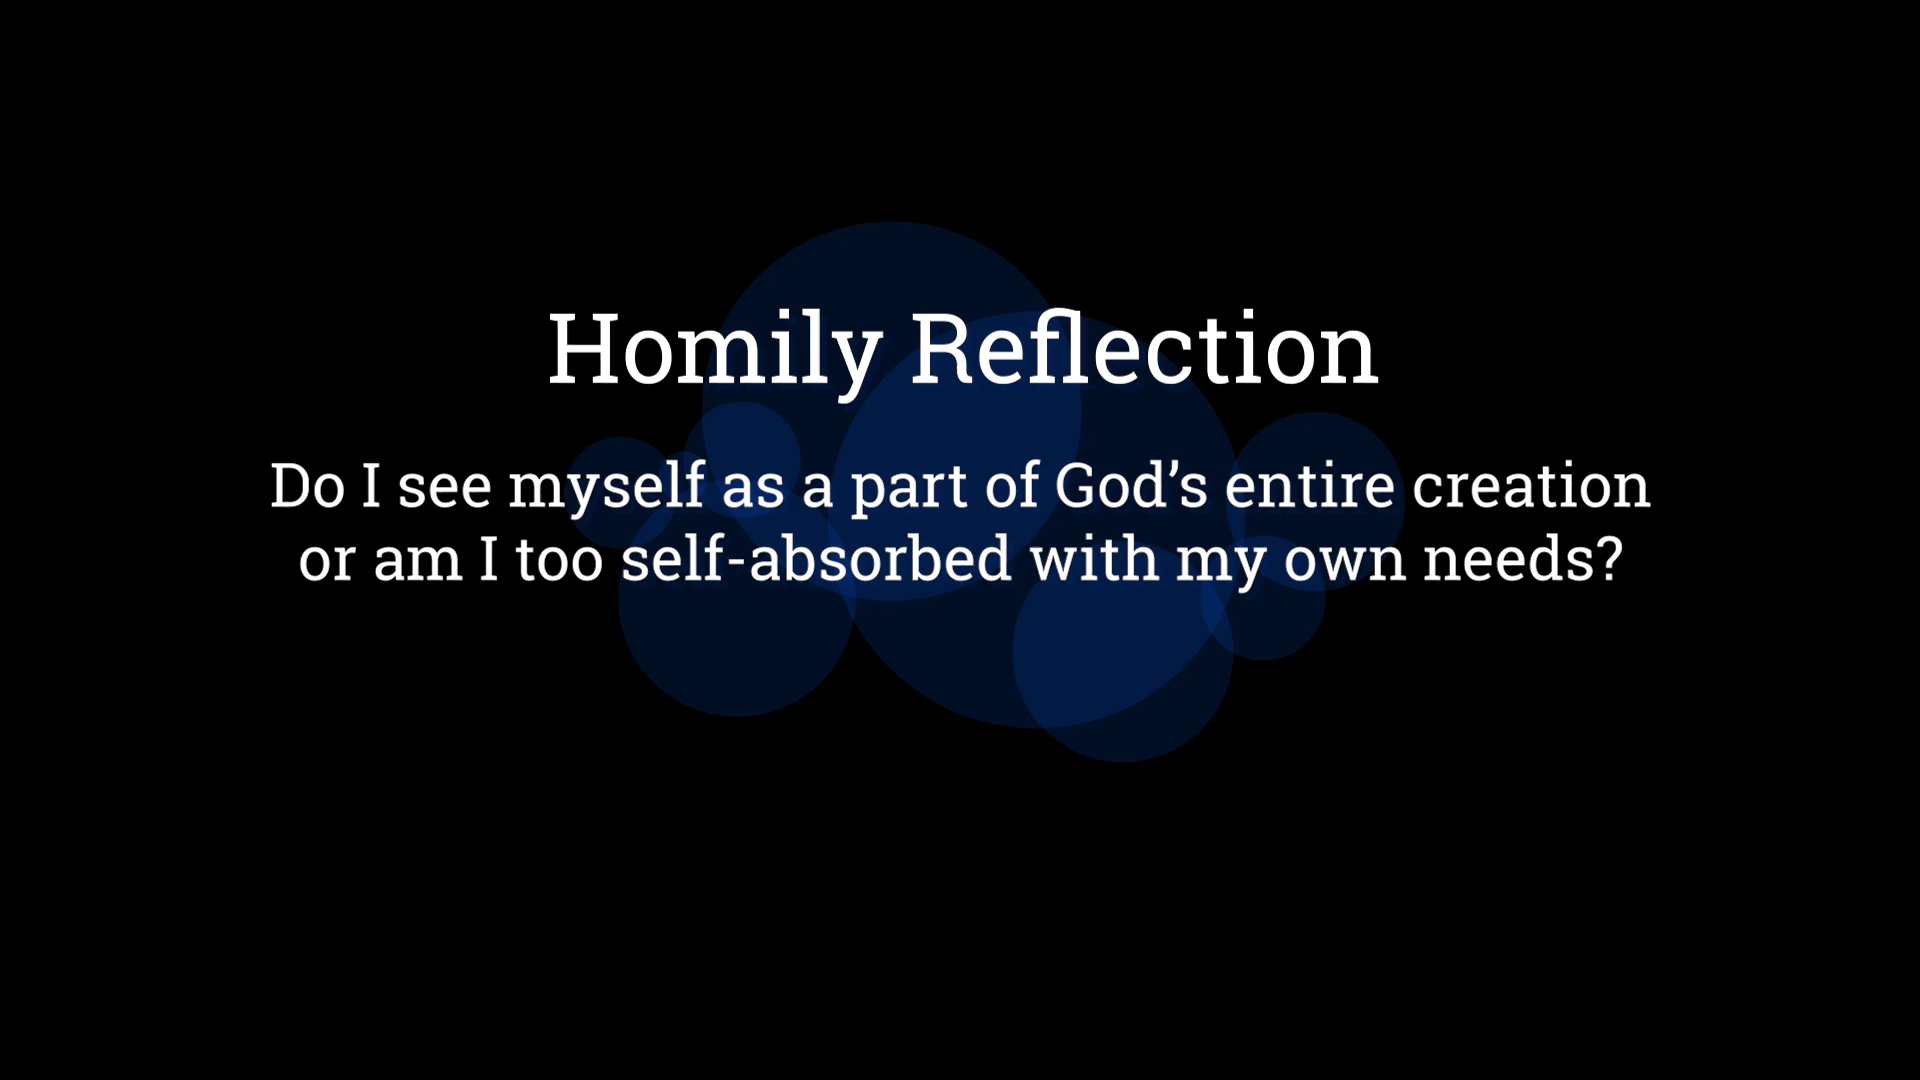 Homily Reflection
Do I see myself as a part of God’s entire creation
or am I too self-absorbed with my own needs?